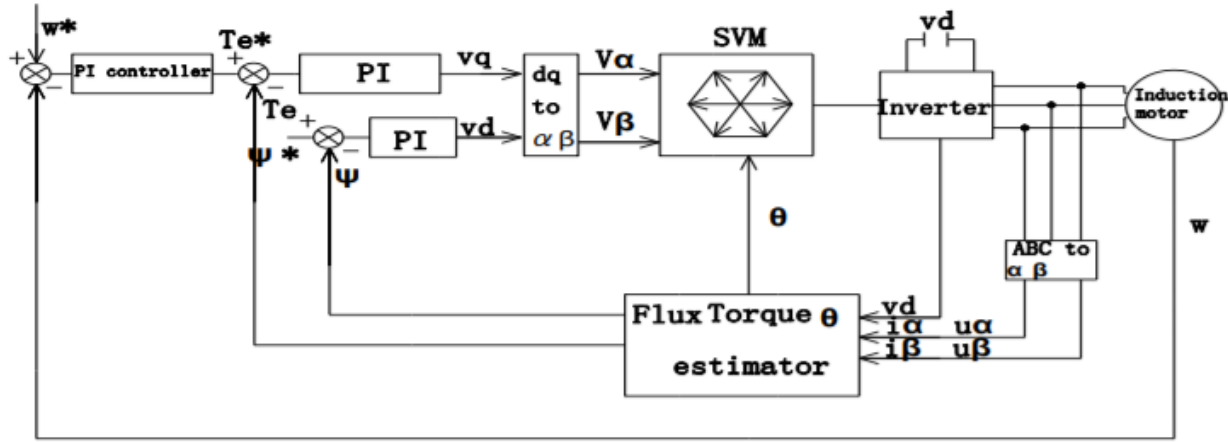 w*
Te*
SVM
vd
PI controller
PI
vq
dq
to
α β
Vα
Vβ
Inverter
Induction
motor
Te
PI
vd
ψ *
ψ
θ
w
ABC to
α β
Flux Torque θ
estimator
vd
iα uα
iβ uβ